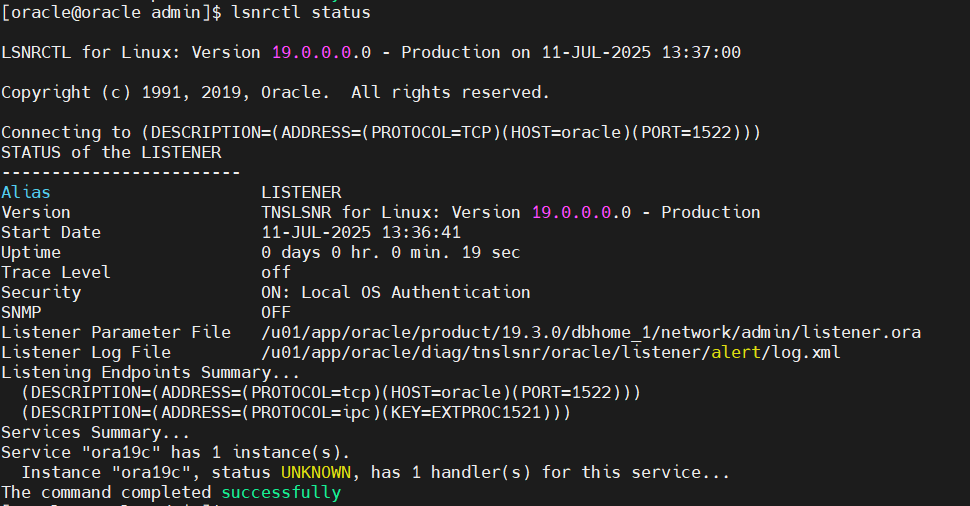 [oracle@oracle admin]$ lsnrctl status
LSNRCTL for Linux: Version 19.0.0.0.0 - Production on 11-JUL-2025 13:37:00
Copyright (c) 1991, 2019, Oracle.  All rights reserved.
Connecting to (DESCRIPTION=(ADDRESS=(PROTOCOL=TCP)(HOST=oracle)(PORT=1522)))
STATUS of the LISTENER
------------------------
Alias                     LISTENER
Version                   TNSLSNR for Linux: Version 19.0.0.0.0 - Production
Start Date                11-JUL-2025 13:36:41
Uptime                    0 days 0 hr. 0 min. 19 sec
Trace Level               off
Security                  ON: Local OS Authentication
SNMP                      OFF
Listener Parameter File   /u01/app/oracle/product/19.3.0/dbhome_1/network/admin/listener.ora
Listener Log File         /u01/app/oracle/diag/tnslsnr/oracle/listener/alert/log.xml
Listening Endpoints Summary...
  (DESCRIPTION=(ADDRESS=(PROTOCOL=tcp)(HOST=oracle)(PORT=1522)))
  (DESCRIPTION=(ADDRESS=(PROTOCOL=ipc)(KEY=EXTPROC1521)))
Services Summary...
Service "ora19c" has 1 instance(s).
  Instance "ora19c", status UNKNOWN, has 1 handler(s) for this service...
The command completed successfully